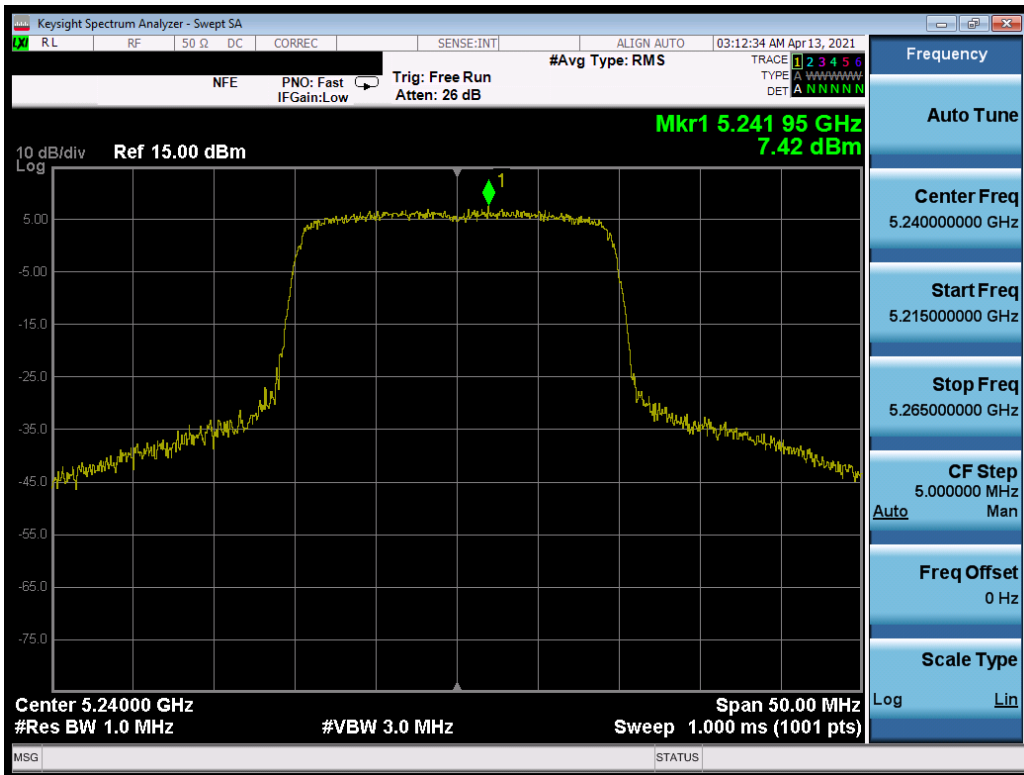 Keysight Spectrum Analyzer - Swept SA
LXI RL RF 50 Ω DC CORREC SENSE:INT ALIGN AUTO 03:12:34 AM Apr 13, 2021
NFE PNO: Fast Trig: Free Run #Avg Type: RMS TRACE 1 2 3 4 5 6
IFGain:Low Atten: 26 dB TYPE A WWWWW
DET A N N N N N
Mkr1 5.241 95 GHz
7.42 dBm
10 dB/div Ref 15.00 dBm
Log
1
5.00
-5.00
-15.0
-25.0
-35.0
-45.0
-55.0
-65.0
-75.0
Center 5.24000 GHz Span 50.00 MHz
#Res BW 1.0 MHz #VBW 3.0 MHz Sweep 1.000 ms (1001 pts)
MSG STATUS
Frequency
Auto Tune
Center Freq
5.240000000 GHz
Start Freq
5.215000000 GHz
Stop Freq
5.265000000 GHz
CF Step
5.000000 MHz
Auto Man
Freq Offset
0 Hz
Scale Type
Log Lin